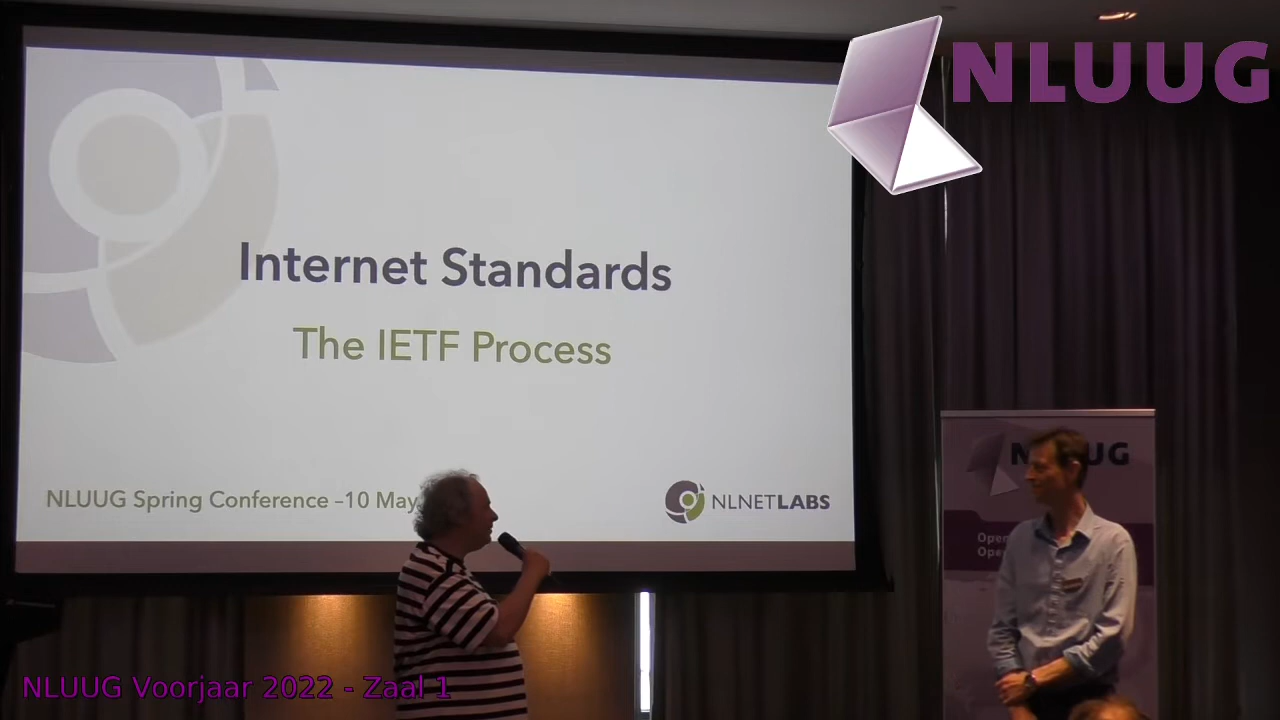 NLUUG
Internet Standards
The IETF Process
NLUUG Spring Conference –10 May
NLNETLABS
NLUUG Voorjaar 2022 - Zaal 1